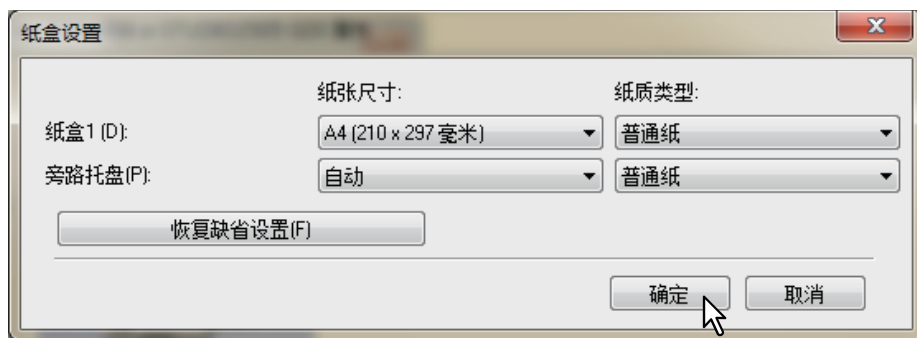 纸盒设置
纸张尺寸: 纸质类型:
纸盒1 (D): A4 (210 x 297 毫米) 普通纸
旁路托盘(P): 自动 普通纸
恢复缺省设置(F)
确定 取消